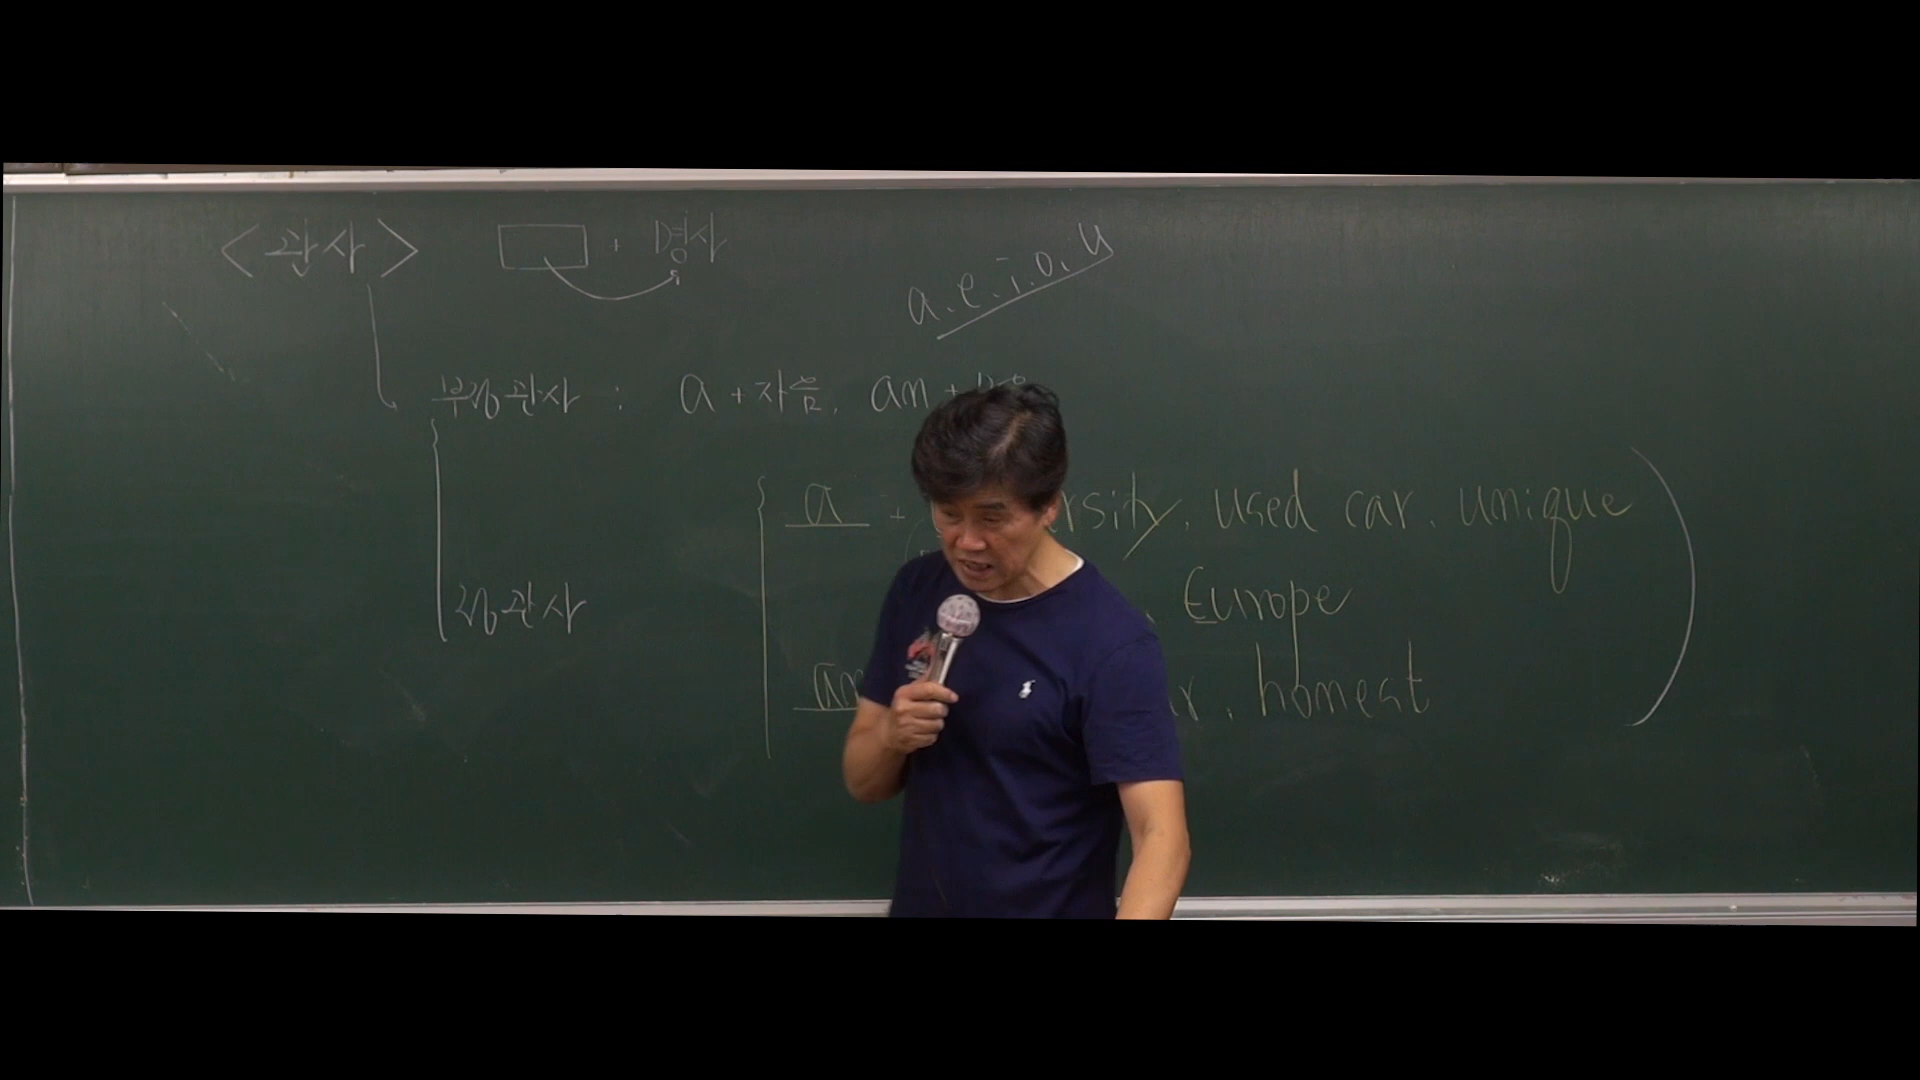 <관사> + 명사
a. e. i. o. u
부정관사 : a + 자음, an +
a + rsity, used car, unique
Europe
정관사
an , honest